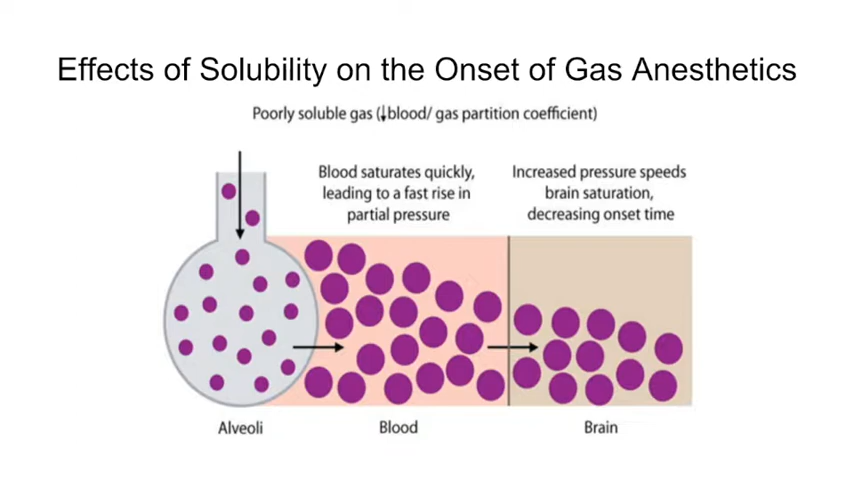 Effects of Solubility on the Onset of Gas Anesthetics
Poorly soluble gas (↓blood/ gas partition coefficient)
Blood saturates quickly,
leading to a fast rise in
partial pressure
Increased pressure speeds
brain saturation,
decreasing onset time
Alveoli
Blood
Brain